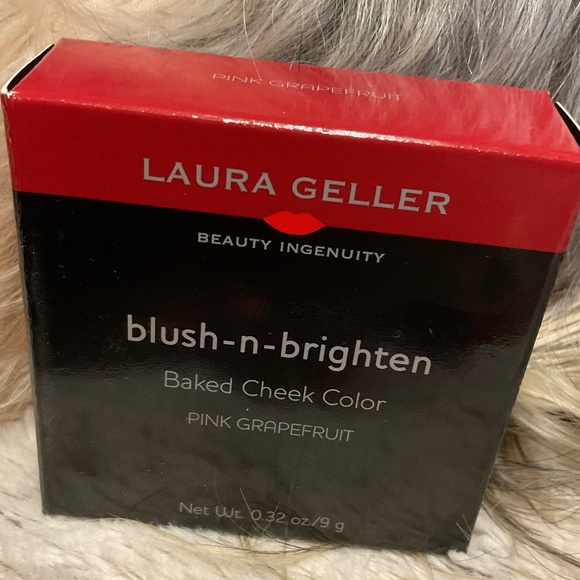 PINK GRAPEFRUIT
LAURA GELLER
BEAUTY INGENUITY
blush-n-brighten
Baked Cheek Color
PINK GRAPEFRUIT
Net Wt. 0.32 oz./9 g